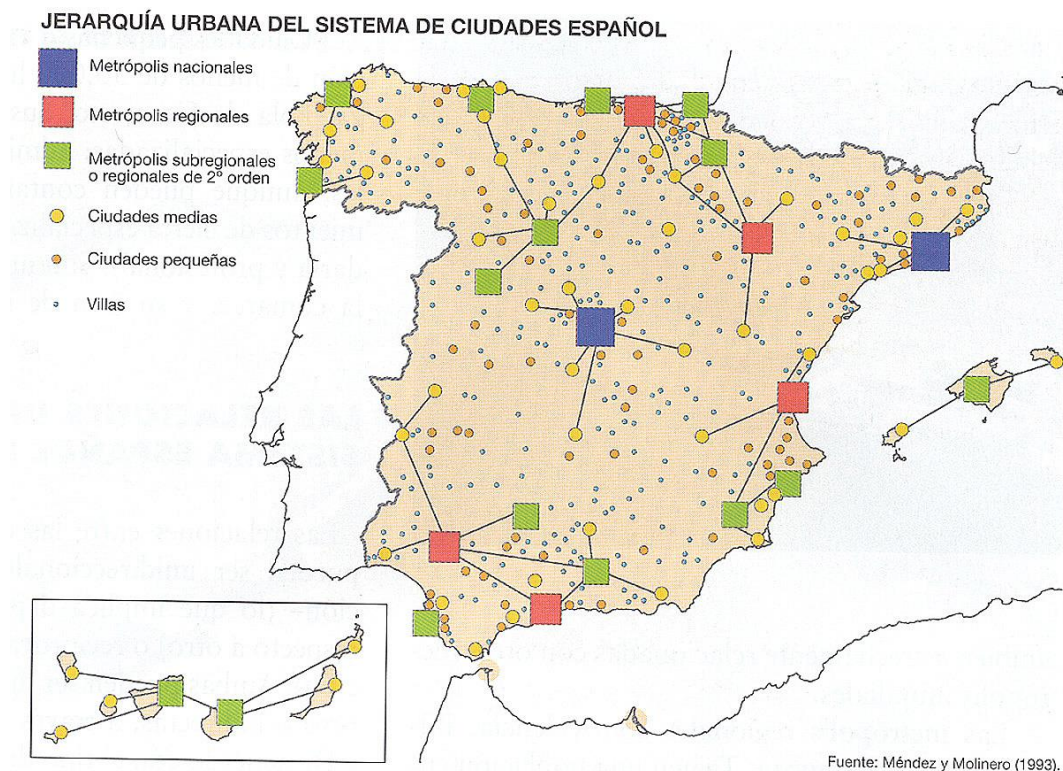 JERARQUÍA URBANA DEL SISTEMA DE CIUDADES ESPAÑOL
Metrópolis nacionales
Metrópolis regionales
Metrópolis subregionales
o regionales de 2º orden
Ciudades medias
Ciudades pequeñas
Villas
Fuente: Méndez y Molinero (1993).